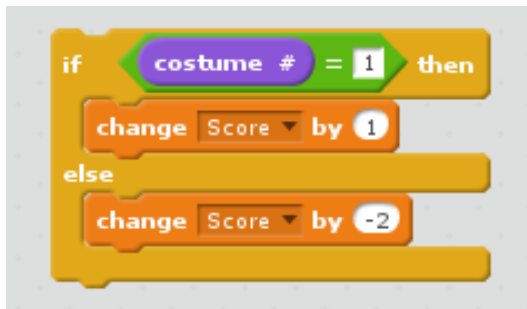 if costume # = 1 then
change Score by 1
else
change Score by -2